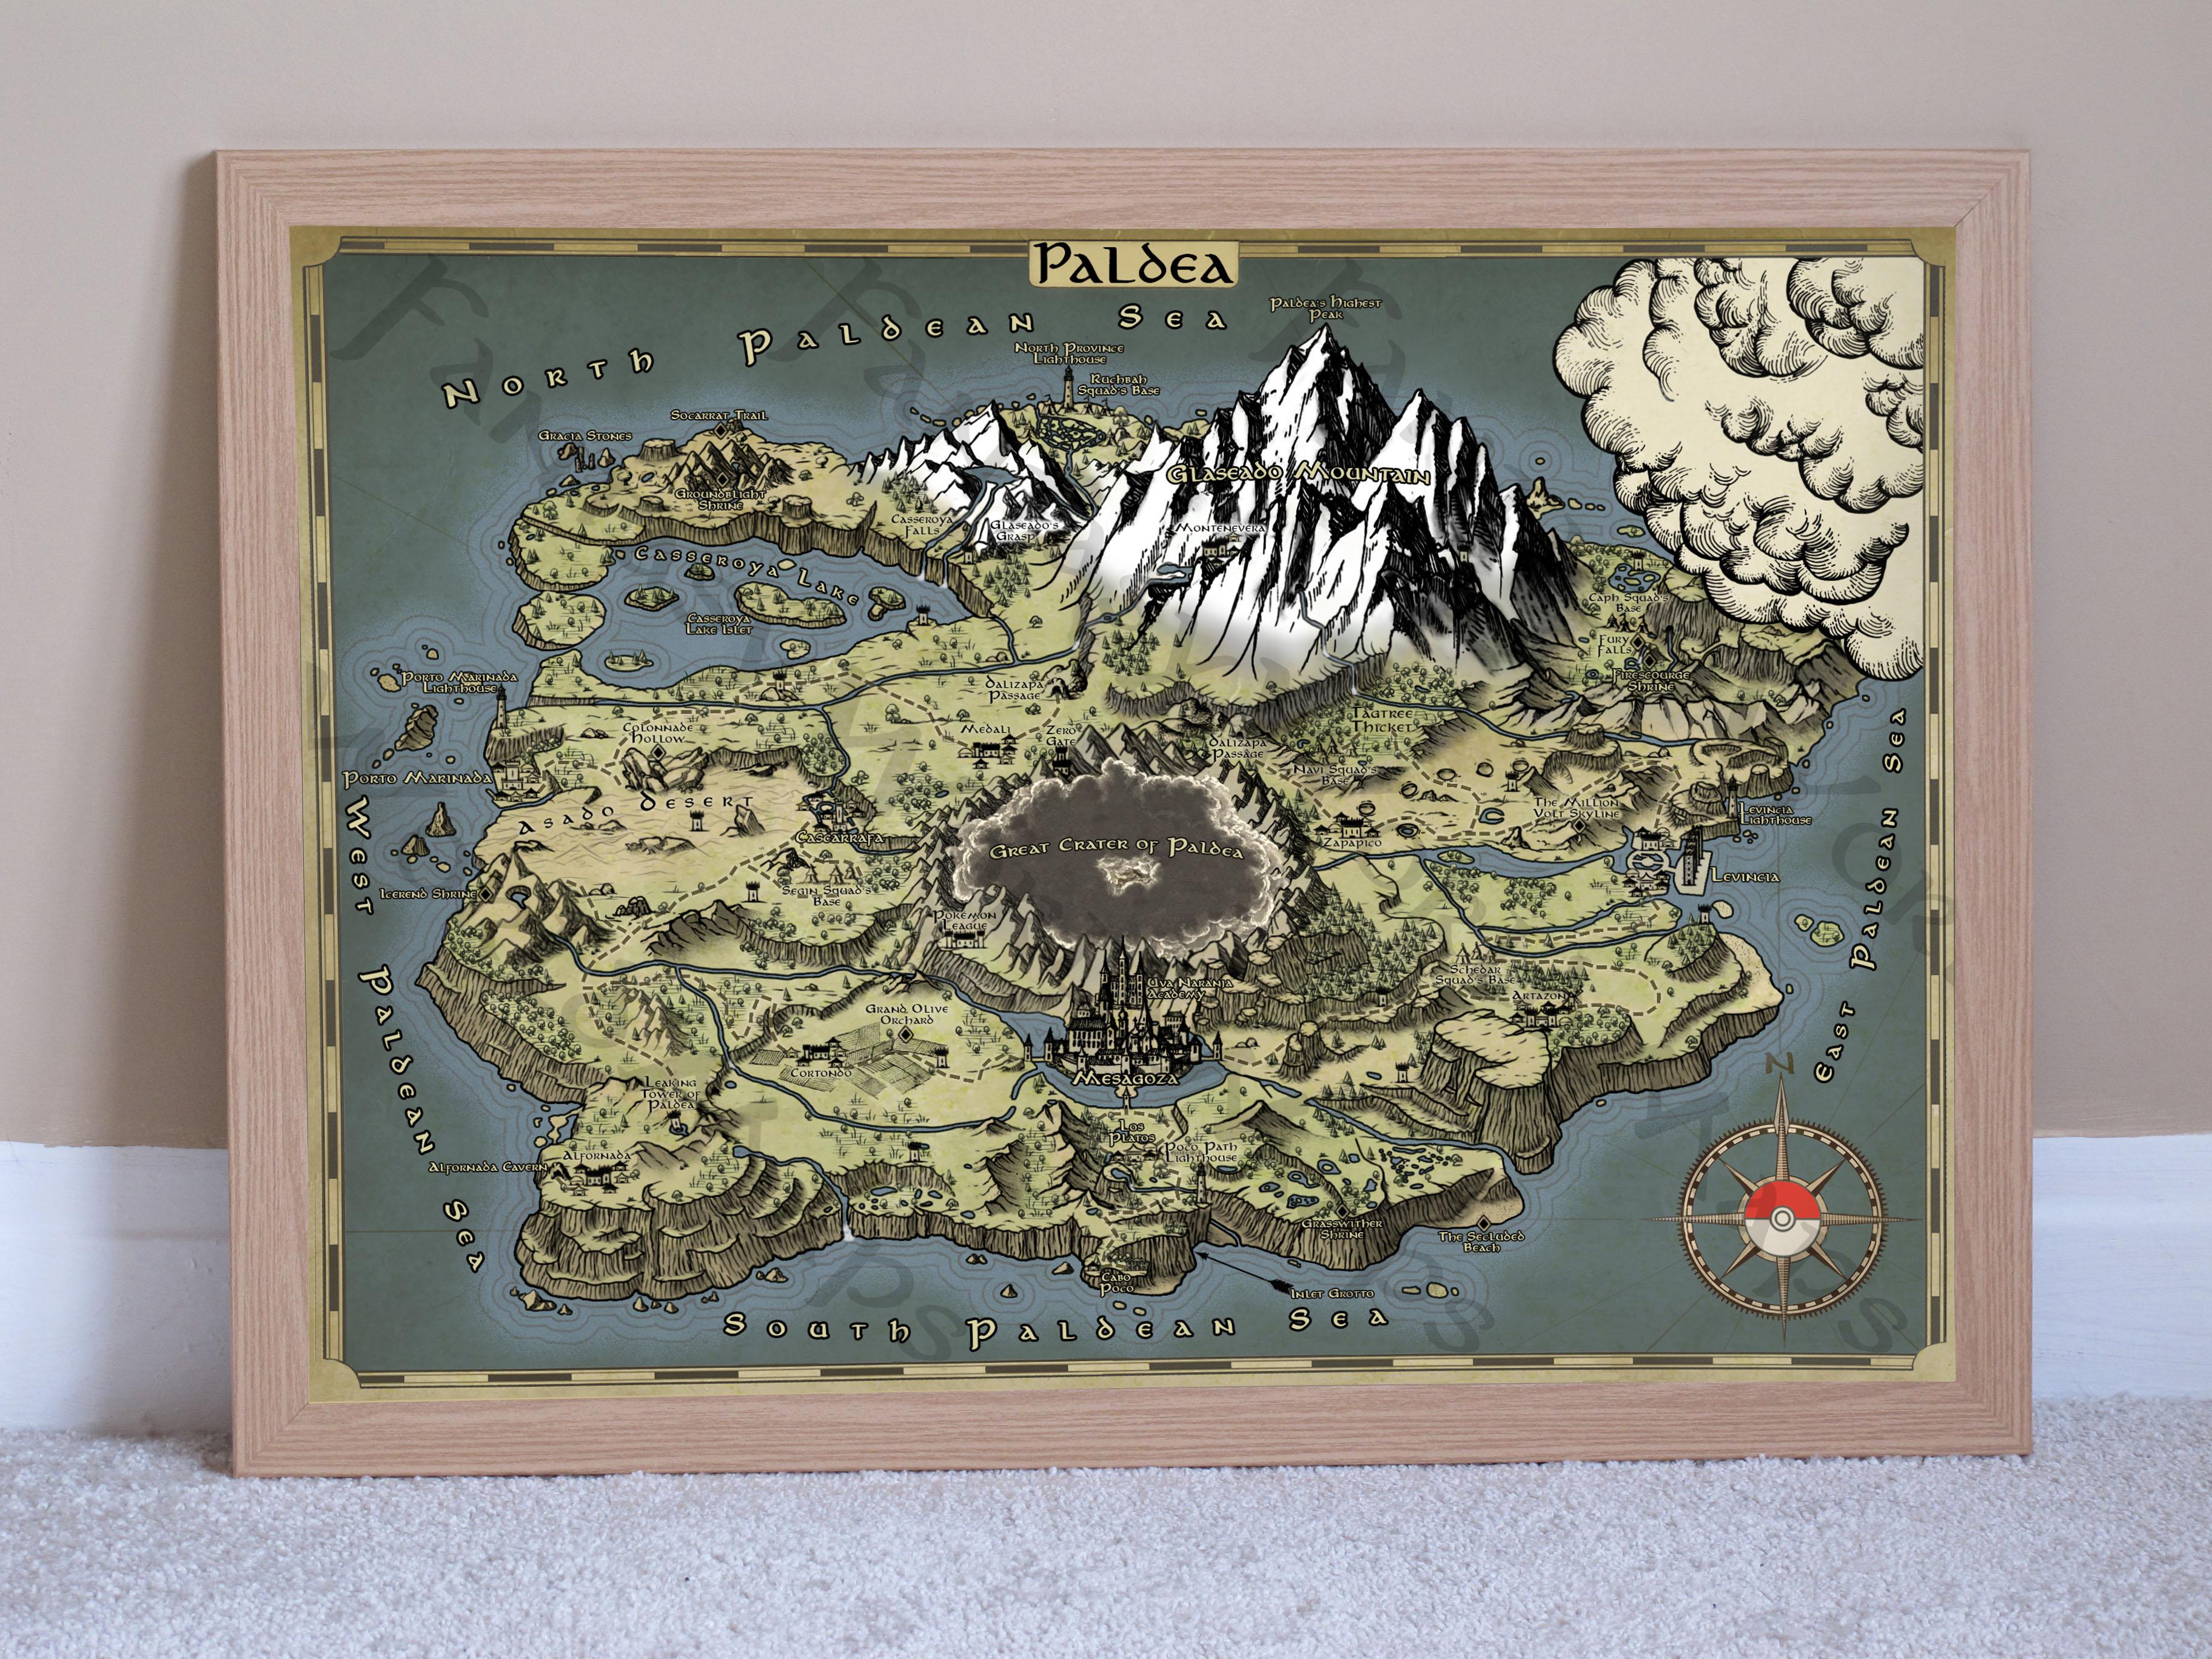 Paldea
North Paldean Sea
Paldea's Highest
Peak
North Province
Lighthouse
Ruchbah
Squad's Base
Socarrat Trail
Gracia Stones
Glaseado Mountain
Groundblight
Shrine
Casseroya
Falls
Glaseado's
Grasp
Montenevera
Casseroya Lake
Casseroya
Lake Islet
Caph Squad's
Base
Fury
Falls
Firescourge
Shrine
Porto Marinada
Lighthouse
Dalizapa
Passage
Tagtree
Thicket
Colonnade
Hollow
Medali
Zero
Gate
Dalizapa
Passage
Navi Squad's
Base
Porto Marinada
Asado Desert
The Million
Volt Skyline
Levincia
Lighthouse
Cascarrafa
Zapapico
Great Crater of Paldea
Levincia
Icerend Shrine
Segin Squad's
Base
Pokemon
League
West Paldean Sea
East Paldean Sea
Uva Naranja
Academy
Schedar
Squad's Base
Artazon
Grand Olive
Orchard
Cortondo
Mesagoza
N
Leaking
Tower of
Paldea
Los
Platos
Poco Path
Lighthouse
Alfornada
Alfornada Cavern
Grasswither
Shrine
The Secluded
Beach
Cabo
Poco
Inlet Grotto
South Paldean Sea